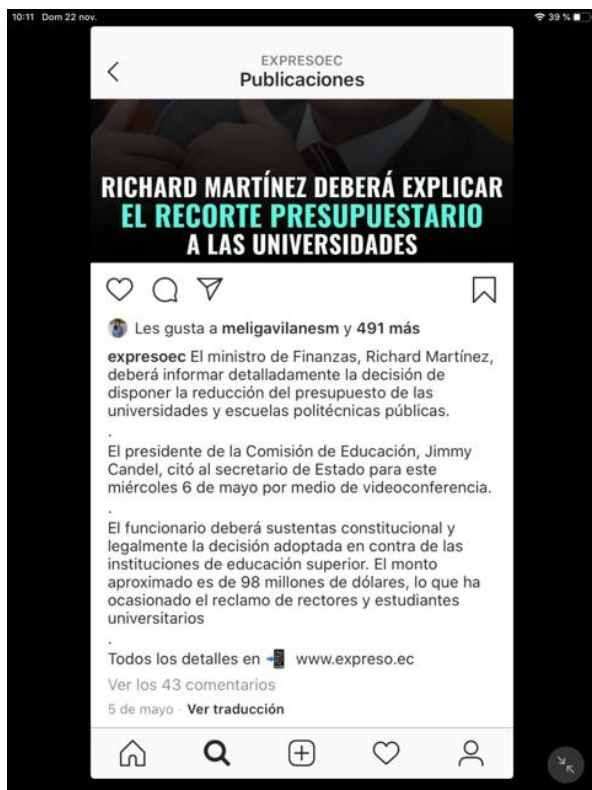 10:11 Dom 22 nov.
39 %
EXPRESOEC
Publicaciones
RICHARD MARTÍNEZ DEBERÁ EXPLICAR
EL RECORTE PRESUPUESTARIO
A LAS UNIVERSIDADES
Les gusta a meligavilanesm y 491 más
expresoec El ministro de Finanzas, Richard Martínez,
deberá informar detalladamente la decisión de
disponer la reducción del presupuesto de las
universidades y escuelas politécnicas públicas.
.
El presidente de la Comisión de Educación, Jimmy
Candel, citó al secretario de Estado para este
miércoles 6 de mayo por medio de videoconferencia.
.
El funcionario deberá sustentas constitucional y
legalmente la decisión adoptada en contra de las
instituciones de educación superior. El monto
aproximado es de 98 millones de dólares, lo que ha
ocasionado el reclamo de rectores y estudiantes
universitarios
.
Todos los detalles en 📲 www.expreso.ec
Ver los 43 comentarios
5 de mayo · Ver traducción